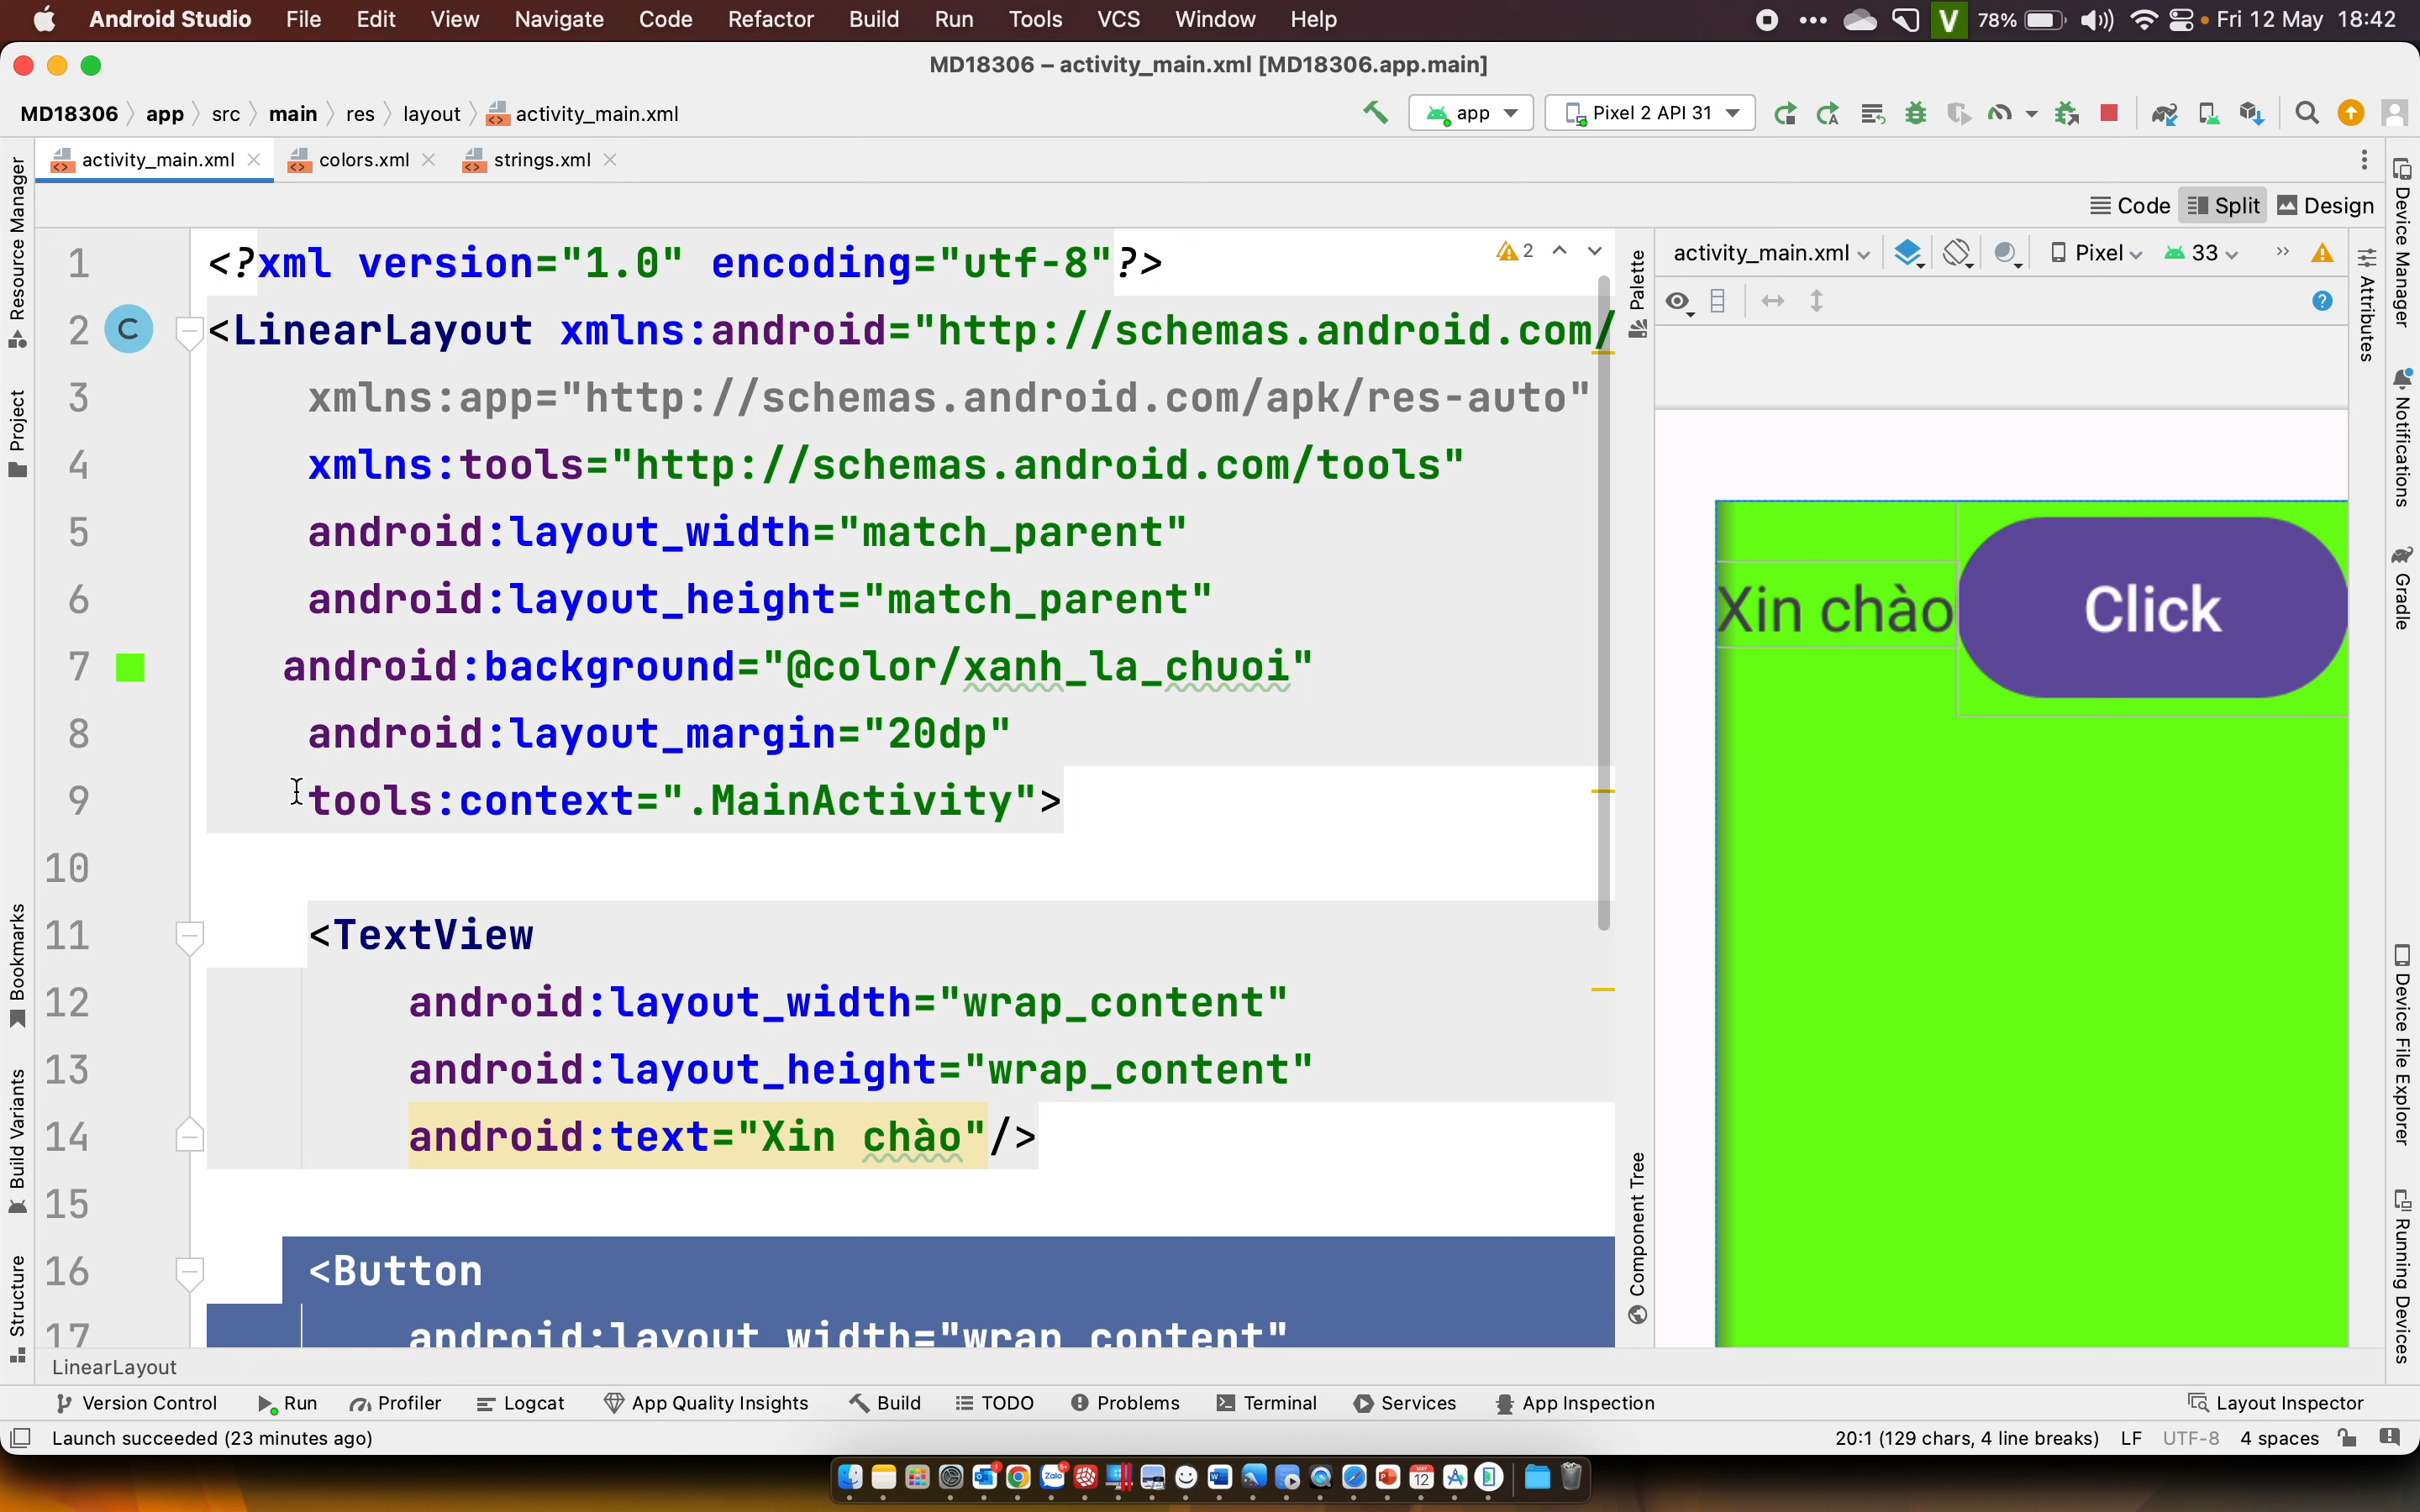 Android Studio File Edit View Navigate Code Refactor Build Run Tools VCS Window Help V 78% Fri 12 May 18:42
MD18306 – activity_main.xml [MD18306.app.main]
MD18306 app src main res layout activity_main.xml app Pixel 2 API 31
activity_main.xml colors.xml strings.xml
Code Split Design
activity_main.xml Pixel 33
2
1 <?xml version="1.0" encoding="utf-8"?>
2 <LinearLayout xmlns:android="http://schemas.android.com/
3 xmlns:app="http://schemas.android.com/apk/res-auto"
4 xmlns:tools="http://schemas.android.com/tools"
5 android:layout_width="match_parent"
6 android:layout_height="match_parent"
7 android:background="@color/xanh_la_chuoi"
8 android:layout_margin="20dp"
9 tools:context=".MainActivity">
10
11 <TextView
12 android:layout_width="wrap_content"
13 android:layout_height="wrap_content"
14 android:text="Xin chào"/>
15
16 <Button
17 android:layout_width="wrap_content"
C
Xin chào
Click
Resource Manager
Project
Bookmarks
Build Variants
Structure
Palette
Component Tree
Attributes
Device Manager
Notifications
Gradle
Device File Explorer
Running Devices
LinearLayout
Version Control Run Profiler Logcat App Quality Insights Build TODO Problems Terminal Services App Inspection Layout Inspector
Launch succeeded (23 minutes ago) 20:1 (129 chars, 4 line breaks) LF UTF-8 4 spaces
Zalo
12